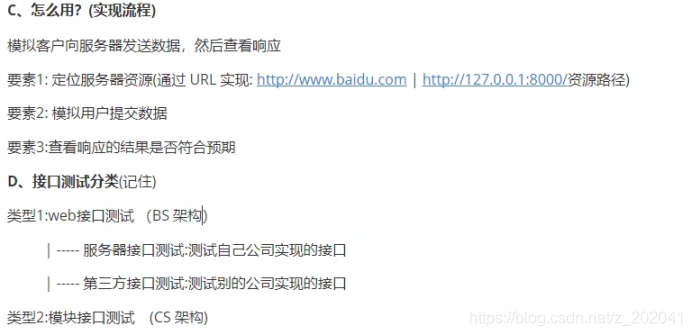 C、怎么用？(实现流程)
模拟客户向服务器发送数据，然后查看响应
要素1: 定位服务器资源(通过 URL 实现: http://www.baidu.com | http://127.0.0.1:8000/资源路径)
要素2: 模拟用户提交数据
要素3:查看响应的结果是否符合预期
D、接口测试分类(记住)
类型1:web接口测试 （BS 架构)
| ----- 服务器接口测试:测试自己公司实现的接口
| ----- 第三方接口测试:测试别的公司实现的接口
类型2:模块接口测试 （CS 架构)
https://blog.csdn.net/z_202041